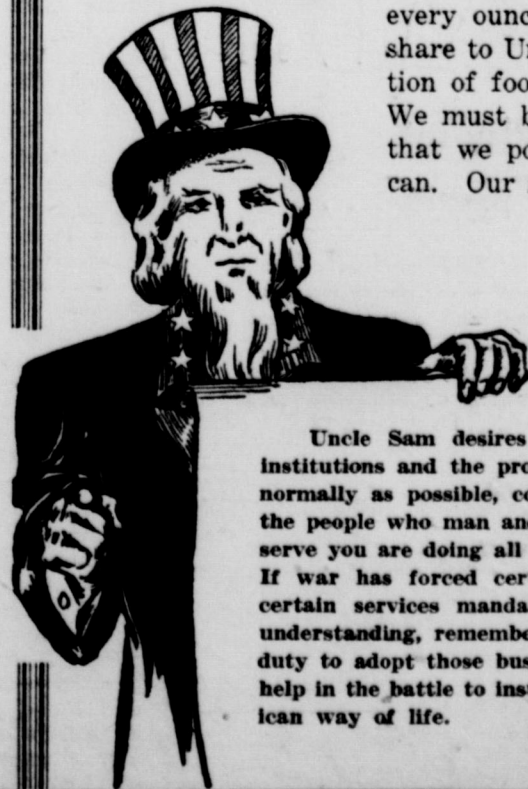 every ounc
share to Un
tion of foo
We must b
that we po
can. Our
Uncle Sam desires
institutions and the pro
normally as possible, co
the people who man an
serve you are doing all
If war has forced cer
certain services manda
understanding, remembe
duty to adopt those bus
help in the battle to ins
ican way of life.